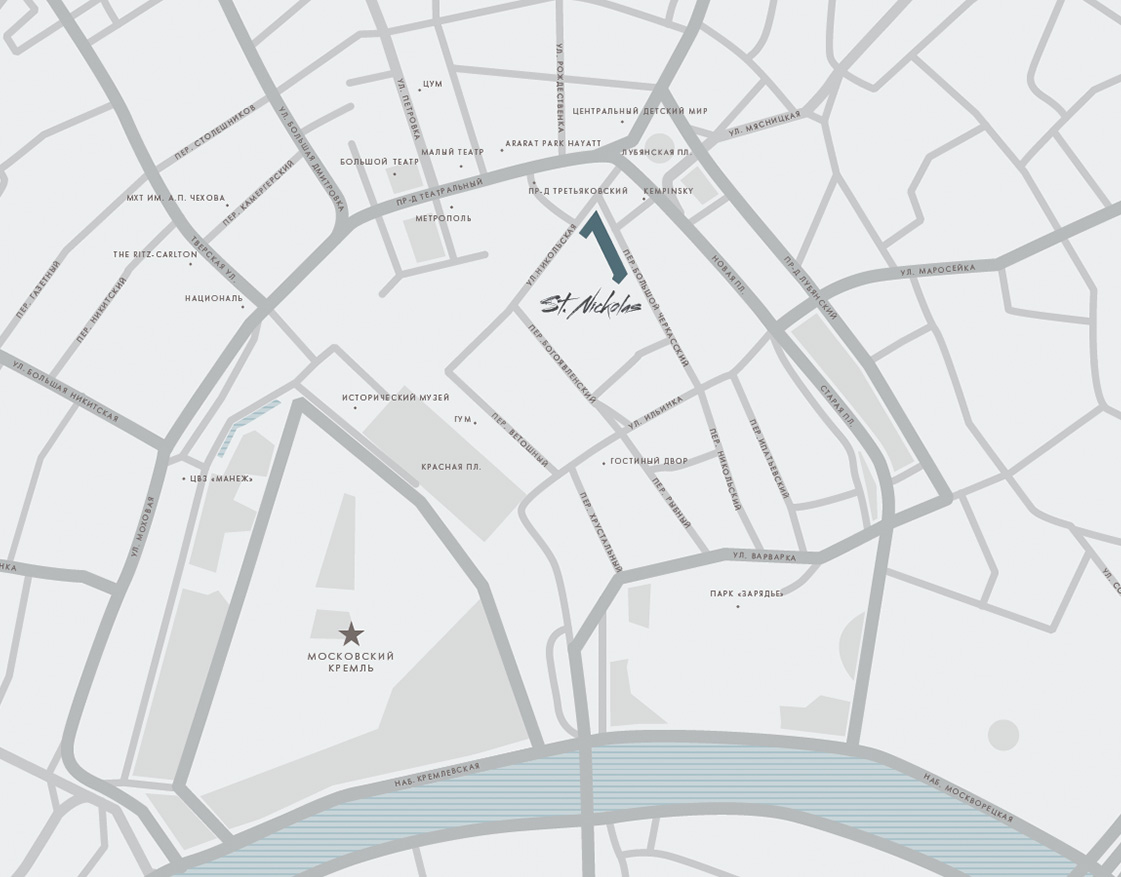 ЦУМ
УЛ. РОЖДЕСТВЕНКА
УЛ. ПЕТРОВКА
ПЕР. СТОЛЕШНИКОВ
УЛ. БОЛЬШАЯ ДМИТРОВКА
ЦЕНТРАЛЬНЫЙ ДЕТСКИЙ МИР
УЛ. МЯСНИЦКАЯ
ARARAT PARK HAYATT
МАЛЫЙ ТЕАТР
ЛУБЯНСКАЯ ПЛ.
БОЛЬШОЙ ТЕАТР
ПР-Д ТЕАТРАЛЬНЫЙ
ПР-Д ТРЕТЬЯКОВСКИЙ
KEMPINSKY
МХТ ИМ. А.П. ЧЕХОВА
ПЕР. КАМЕРГЕРСКИЙ
МЕТРОПОЛЬ
THE RITZ-CARLTON
ТВЕРСКАЯ УЛ.
УЛ. НИКОЛЬСКАЯ
НОВАЯ ПЛ.
ПР-Д ЛУБЯНСКИЙ
УЛ. МАРОСЕЙКА
ПЕР. ГАЗЕТНЫЙ
ПЕР. НИКИТСКИЙ
НАЦИОНАЛЬ
St. Nickolas
ПЕР. БОЛЬШОЙ ЧЕРКАССКИЙ
ПЕР. БОГОЯВЛЕНСКИЙ
УЛ. БОЛЬШАЯ НИКИТСКАЯ
ИСТОРИЧЕСКИЙ МУЗЕЙ
ГУМ
ПЕР. ВЕТОШНЫЙ
УЛ. ИЛЬИНКА
СТАРАЯ ПЛ.
КРАСНАЯ ПЛ.
ГОСТИНЫЙ ДВОР
ПЕР. НИКОЛЬСКИЙ
ПЕР. ИПАТЬЕВСКИЙ
ЦВЗ «МАНЕЖ»
УЛ. МОХОВАЯ
ПЕР. ХРУСТАЛЬНЫЙ
ПЕР. РЫБНЫЙ
УЛ. ВАРВАРКА
НКА
УЛ. СО
ПАРК «ЗАРЯДЬЕ»
МОСКОВСКИЙ
КРЕМЛЬ
НАБ. КРЕМЛЕВСКАЯ
НАБ. МОСКВОРЕЦКАЯ